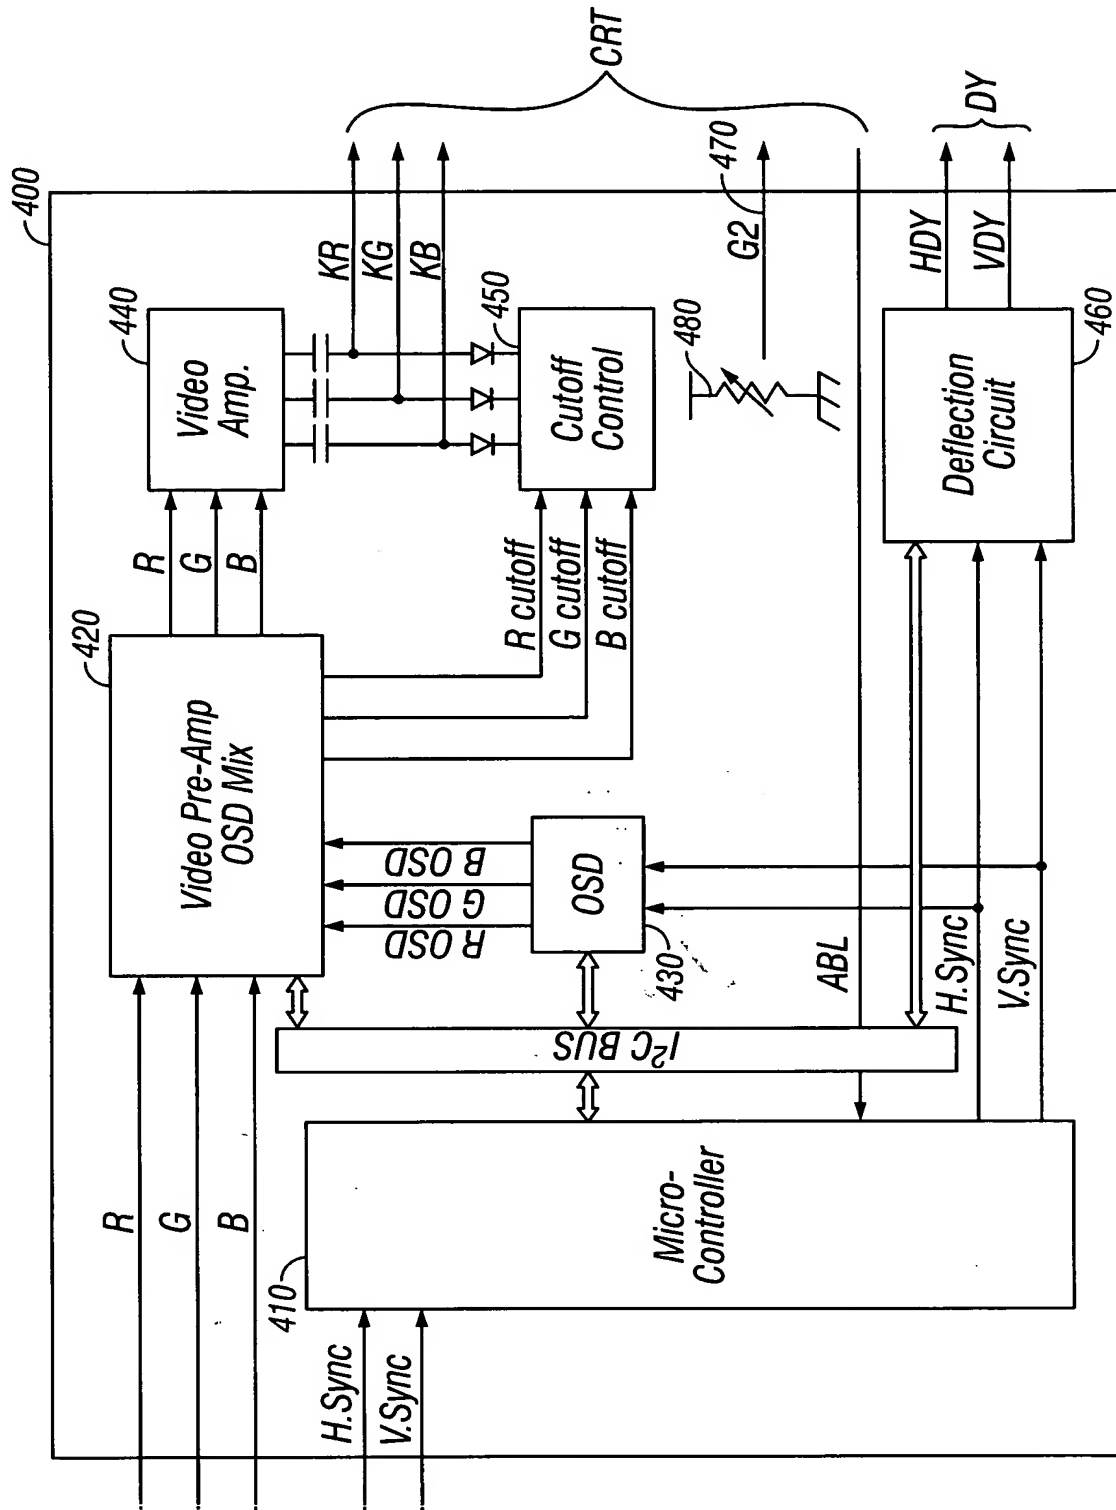 400
R
G
B
420
Video Pre-Amp
OSD Mix
R
G
B
440
Video
Amp.
KR
KG
KB
CRT
R cutoff
G cutoff
B cutoff
450
Cutoff
Control
R OSD
G OSD
B OSD
OSD
430
480
G2
470
I²C BUS
ABL
410
H.Sync
V.Sync
Micro-
Controller
H.Sync
V.Sync
Deflection
Circuit
460
HDY
VDY
DY